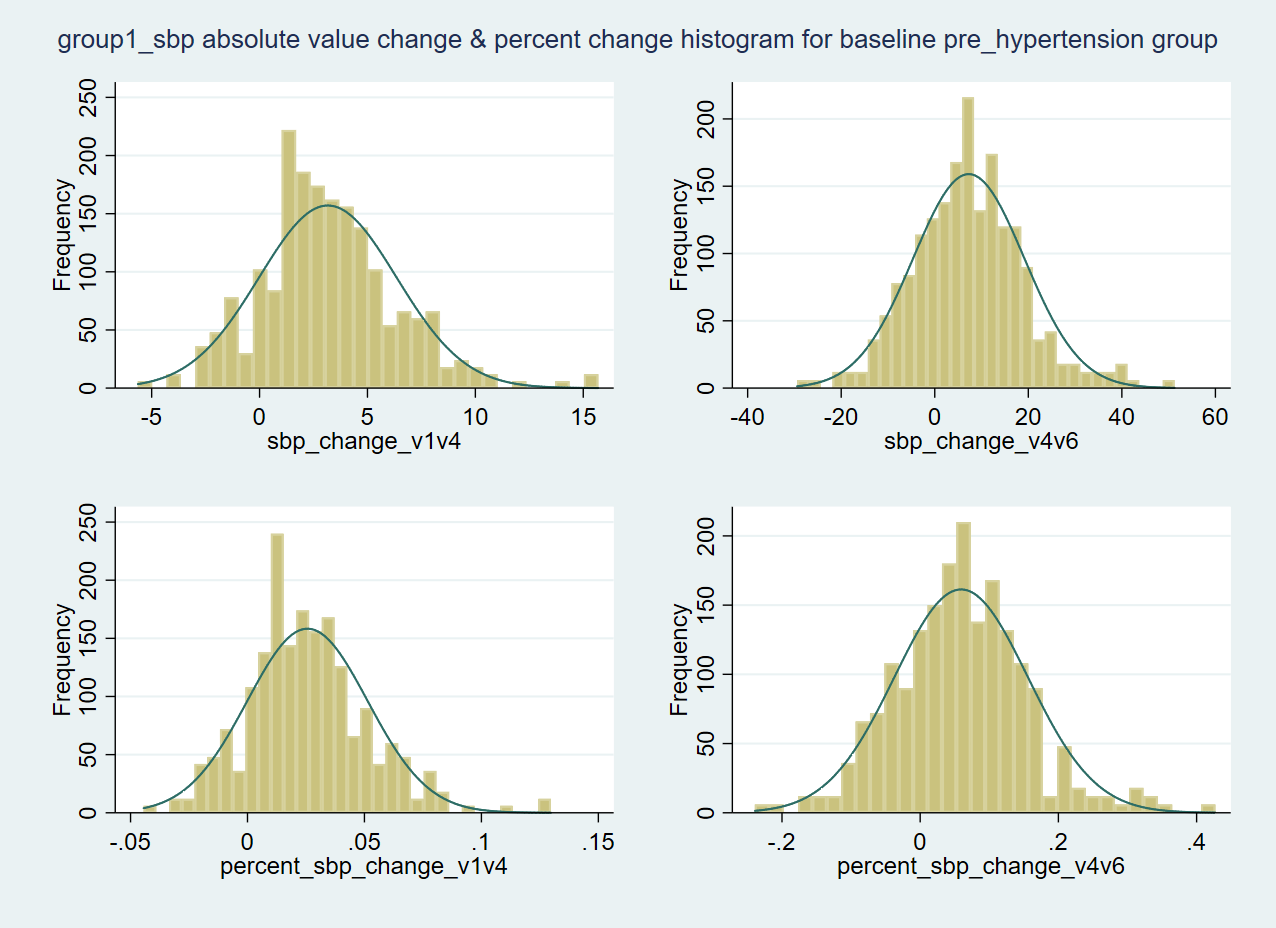 group1_sbp absolute value change & percent change histogram for baseline pre_hypertension group
250
200
150
100
50
0
Frequency
-5 0 5 10 15
sbp_change_v1v4
200
150
100
50
0
Frequency
-40 -20 0 20 40 60
sbp_change_v4v6
250
200
150
100
50
0
Frequency
-.05 0 .05 .1 .15
percent_sbp_change_v1v4
200
150
100
50
0
Frequency
-.2 0 .2 .4
percent_sbp_change_v4v6